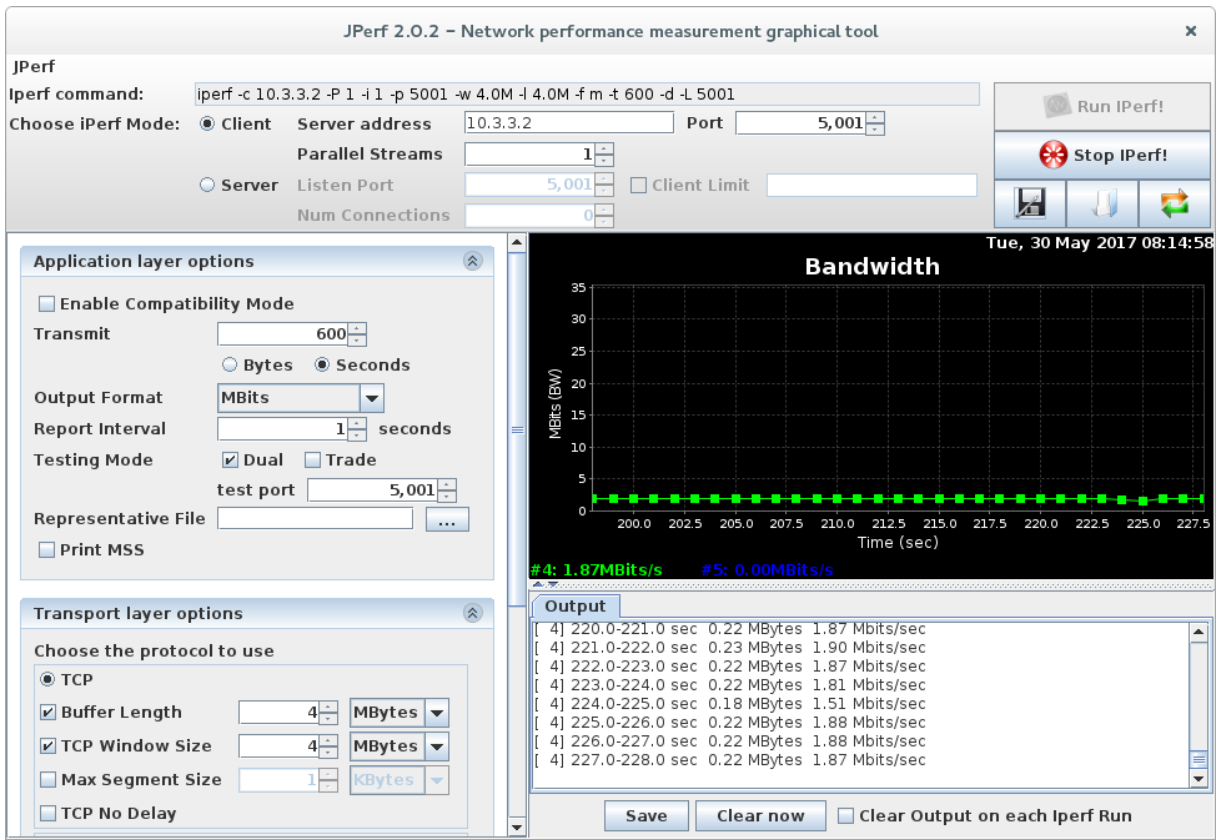 JPerf 2.0.2 – Network performance measurement graphical tool
JPerf
Iperf command: iperf -c 10.3.3.2 -P 1 -i 1 -p 5001 -w 4.0M -l 4.0M -f m -t 600 -d -L 5001
Choose iPerf Mode: Client Server address 10.3.3.2 Port 5,001
Parallel Streams 1
Server Listen Port 5,001 Client Limit
Num Connections 0
Run IPerf!
Stop IPerf!
Application layer options
Enable Compatibility Mode
Transmit 600
Bytes Seconds
Output Format MBits
Report Interval 1 seconds
Testing Mode Dual Trade
test port 5,001
Representative File ...
Print MSS
Transport layer options
Choose the protocol to use
TCP
Buffer Length 4 MBytes
TCP Window Size 4 MBytes
Max Segment Size 1 KBytes
TCP No Delay
Tue, 30 May 2017 08:14:58
Bandwidth
MBits (BW)
35
30
25
20
15
10
5
0
200.0 202.5 205.0 207.5 210.0 212.5 215.0 217.5 220.0 222.5 225.0 227.5
Time (sec)
#4: 1.87MBits/s #5: 0.00MBits/s
Output
[ 4] 220.0-221.0 sec 0.22 MBytes 1.87 Mbits/sec
[ 4] 221.0-222.0 sec 0.23 MBytes 1.90 Mbits/sec
[ 4] 222.0-223.0 sec 0.22 MBytes 1.87 Mbits/sec
[ 4] 223.0-224.0 sec 0.22 MBytes 1.81 Mbits/sec
[ 4] 224.0-225.0 sec 0.18 MBytes 1.51 Mbits/sec
[ 4] 225.0-226.0 sec 0.22 MBytes 1.88 Mbits/sec
[ 4] 226.0-227.0 sec 0.22 MBytes 1.88 Mbits/sec
[ 4] 227.0-228.0 sec 0.22 MBytes 1.87 Mbits/sec
Save Clear now Clear Output on each Iperf Run